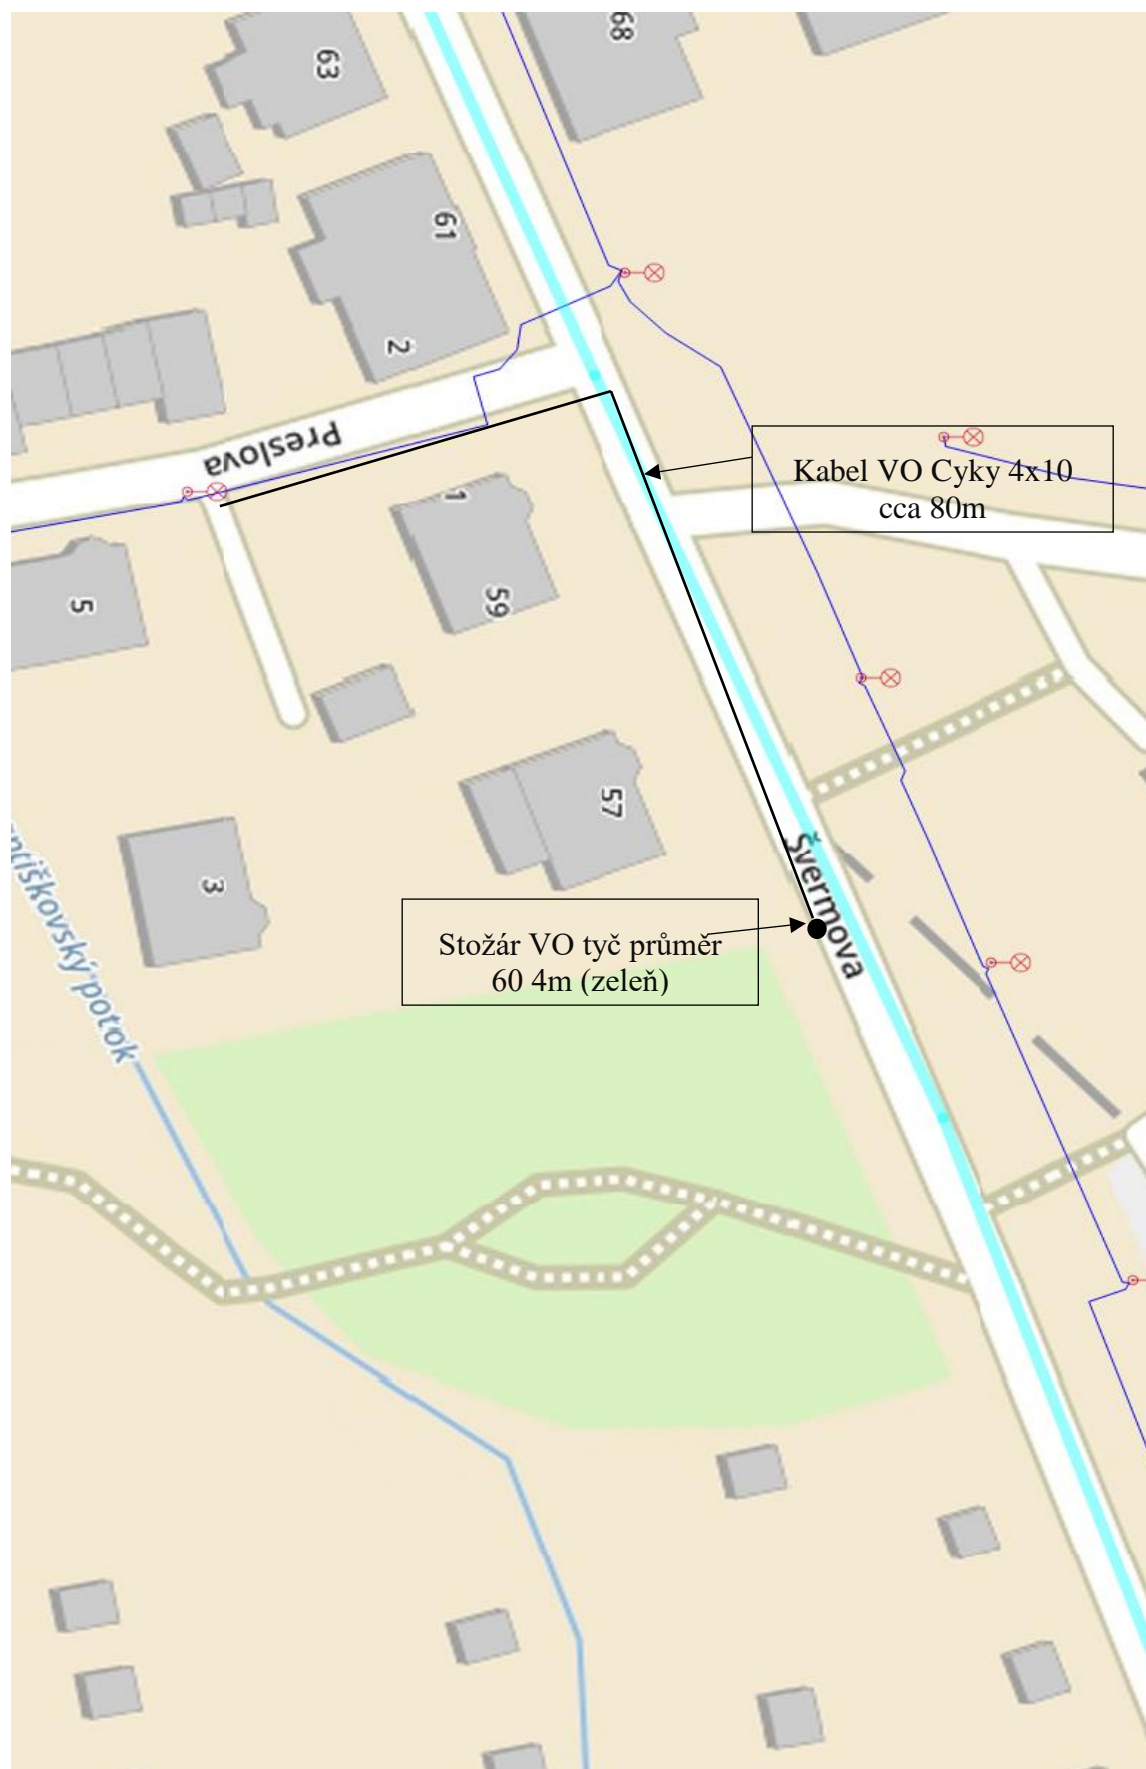 68
63
61
2
Preslova
Kabel VO Cyky 4x10
cca 80m
1
59
5
57
Švermova
3
Stožár VO tyč průměr
60 4m (zeleň)
potok